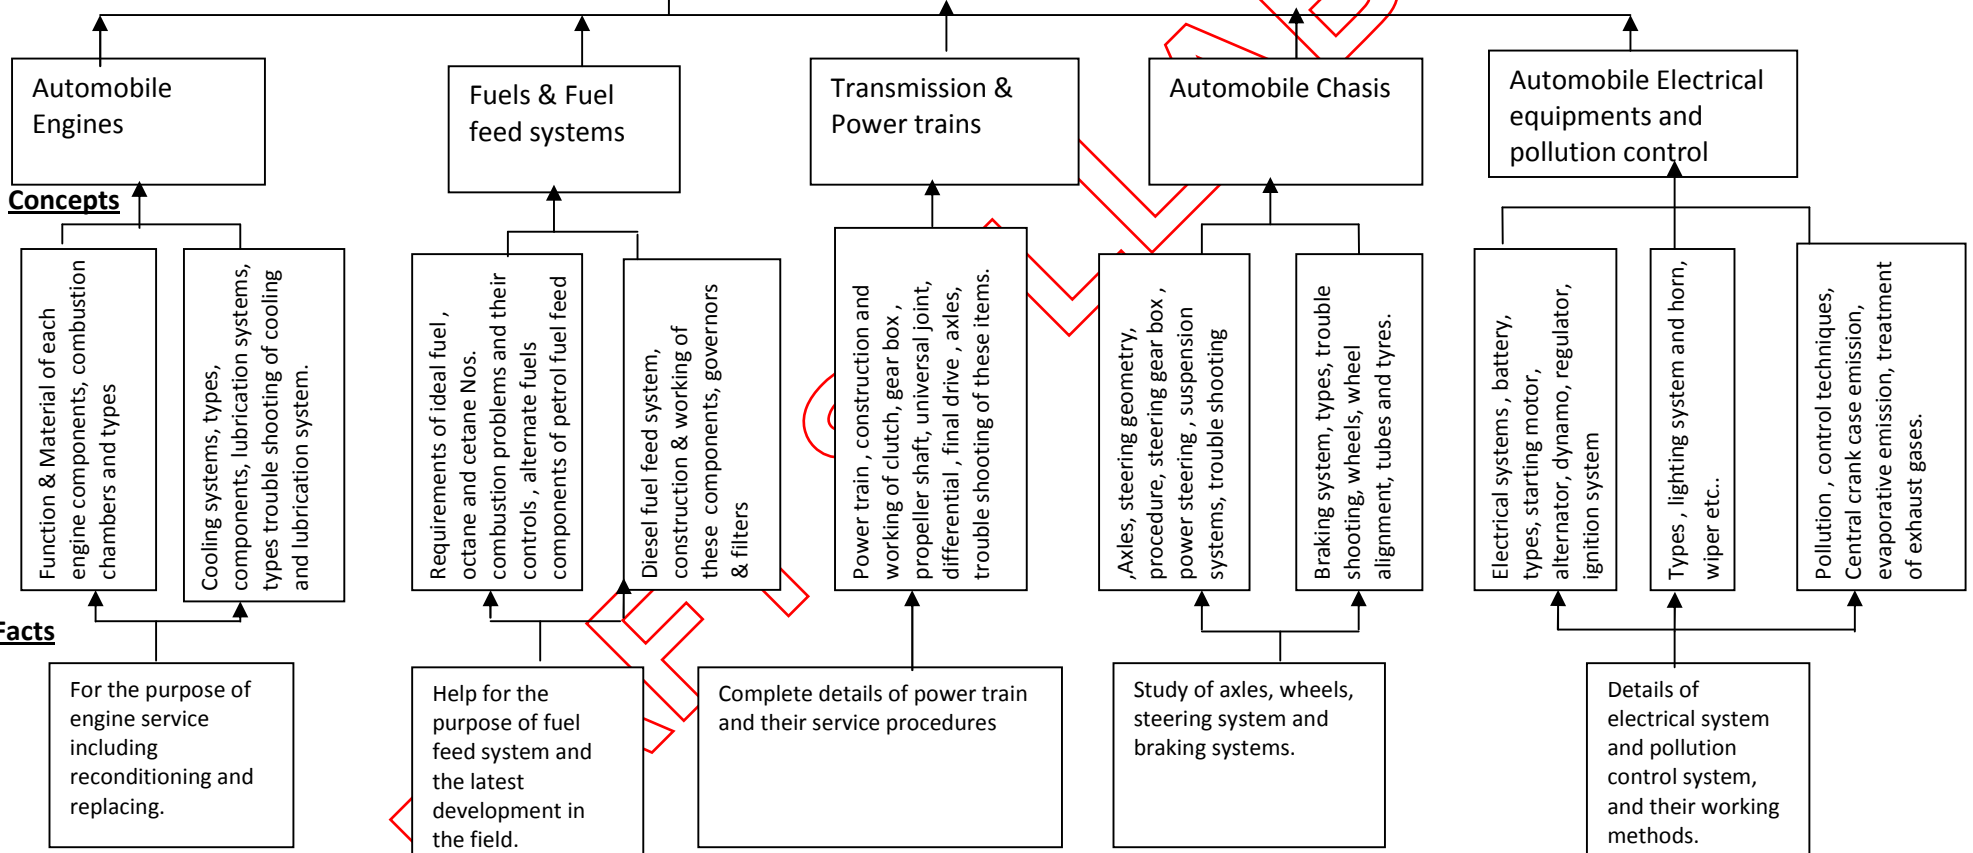 Automobile
Engines
Fuels & Fuel
feed systems
Transmission &
Power trains
Automobile Chasis
Automobile Electrical
equipments and
pollution control
Concepts
Function & Material of each
engine components, combustion
chambers and types
Cooling systems, types,
components, lubrication systems,
types trouble shooting of cooling
and lubrication system.
Requirements of ideal fuel ,
octane and cetane Nos.
combustion problems and their
controls , alternate fuels
components of petrol fuel feed
Diesel fuel feed system,
construction & working of
these components, governors
& filters
Power train , construction and
working of clutch, gear box ,
propeller shaft, universal joint,
differential , final drive , axles,
trouble shooting of these items.
,Axles, steering geometry,
procedure, steering gear box ,
power steering , suspension
systems, trouble shooting
Braking system, types, trouble
shooting, wheels, wheel
alignment, tubes and tyres.
Electrical systems , battery,
types, starting motor,
alternator, dynamo, regulator,
ignition system
Types , lighting system and horn,
wiper etc..
Pollution , control techniques,
Central crank case emission,
evaporative emission, treatment
of exhaust gases.
Facts
For the purpose of
engine service
including
reconditioning and
replacing.
Help for the
purpose of fuel
feed system and
the latest
development in
the field.
Complete details of power train
and their service procedures
Study of axles, wheels,
steering system and
braking systems.
Details of
electrical system
and pollution
control system,
and their working
methods.